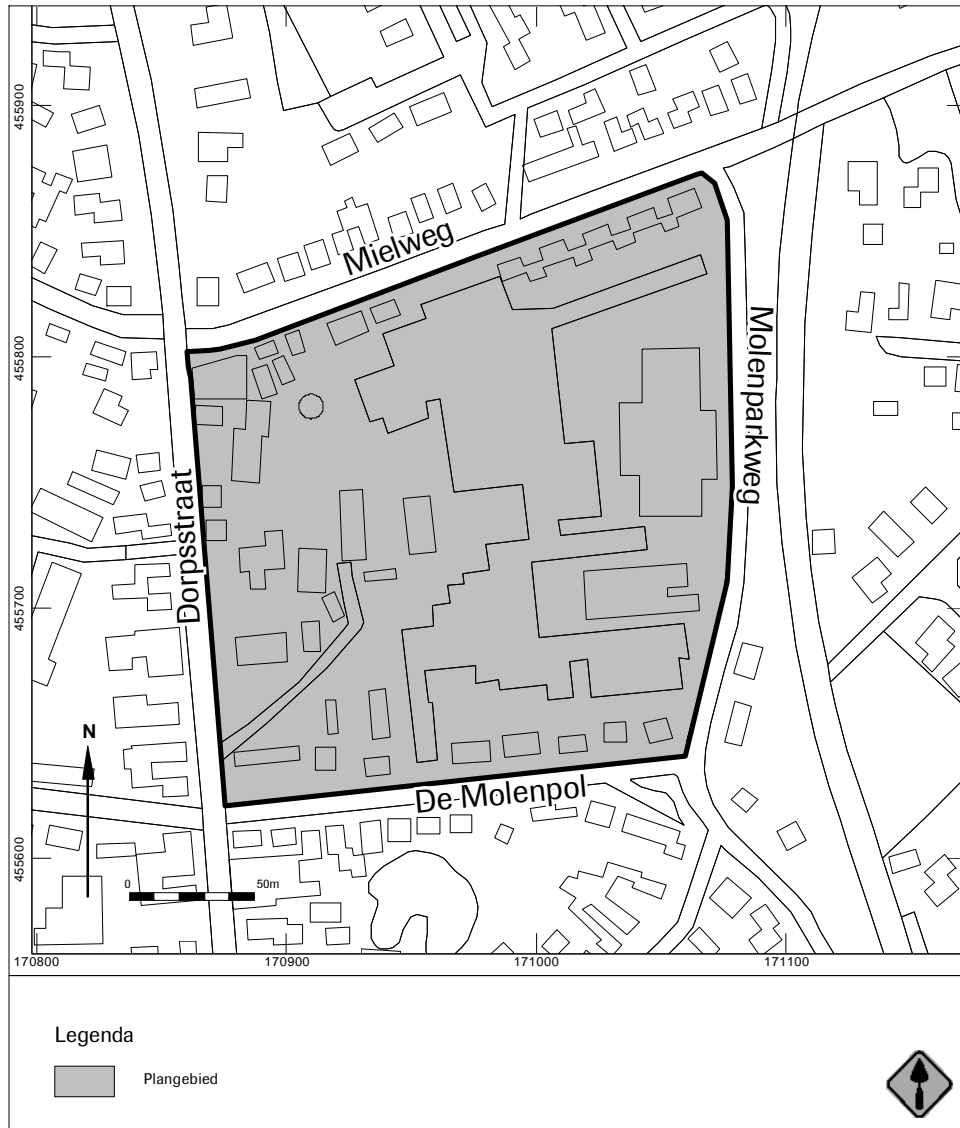 455900
Mielweg
455800
Molenparkweg
Dorpsstraat
455700
N
De Molenpol
455600
0 50m
170800 170900 171000 171100
Legenda
Plangebied